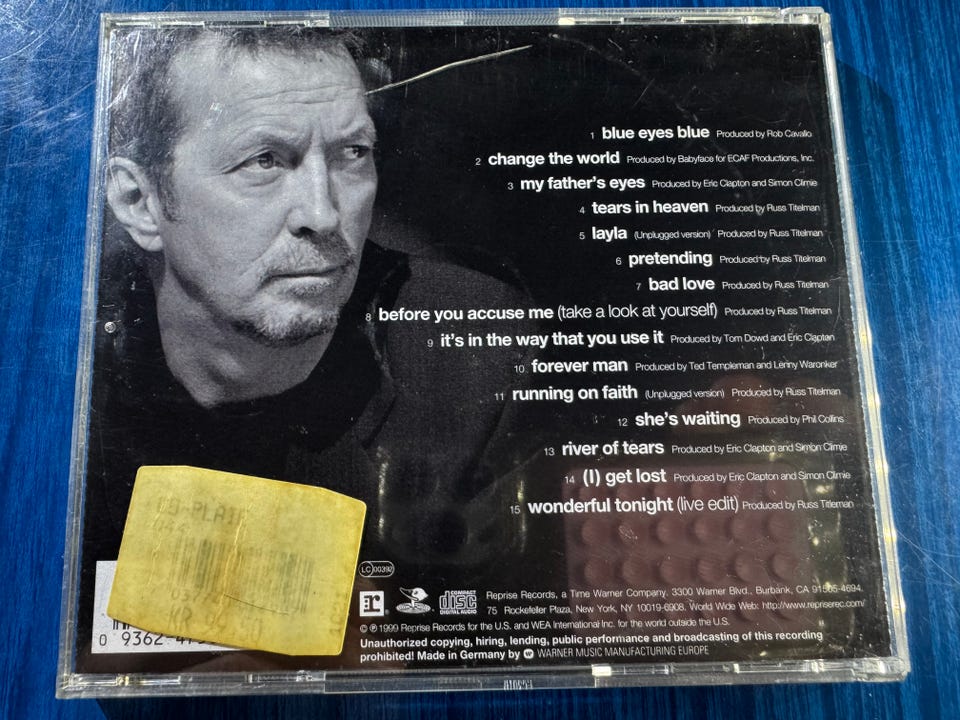 1 blue eyes blue Produced by Rob Cavallo
2 change the world Produced by Babyface for ECAF Productions, Inc.
3 my father's eyes Produced by Eric Clapton and Simon Climie
4 tears in heaven Produced by Russ Titelman
5 layla (Unplugged version) Produced by Russ Titelman
6 pretending Produced by Russ Titelman
7 bad love Produced by Russ Titelman
8 before you accuse me (take a look at yourself) Produced by Russ Titelman
9 it's in the way that you use it Produced by Tom Dowd and Eric Clapton
10 forever man Produced by Ted Templeman and Lenny Waronker
11 running on faith (Unplugged version) Produced by Russ Titelman
12 she's waiting Produced by Phil Collins
13 river of tears Produced by Eric Clapton and Simon Climie
14 (I) get lost Produced by Eric Clapton and Simon Climie
15 wonderful tonight (live edit) Produced by Russ Titleman
LC 00392
COMPACT
disc
DIGITAL AUDIO
Reprise Records, a Time Warner Company. 3300 Warner Blvd., Burbank, CA 91505-4694.
75 Rockefeller Plaza, New York, NY 10019-6908. World Wide Web: http://www.repriserec.com/
© ℗ 1999 Reprise Records for the U.S. and WEA International Inc. for the world outside the U.S.
Unauthorized copying, hiring, lending, public performance and broadcasting of this recording
prohibited! Made in Germany by WARNER MUSIC MANUFACTURING EUROPE
0 9362